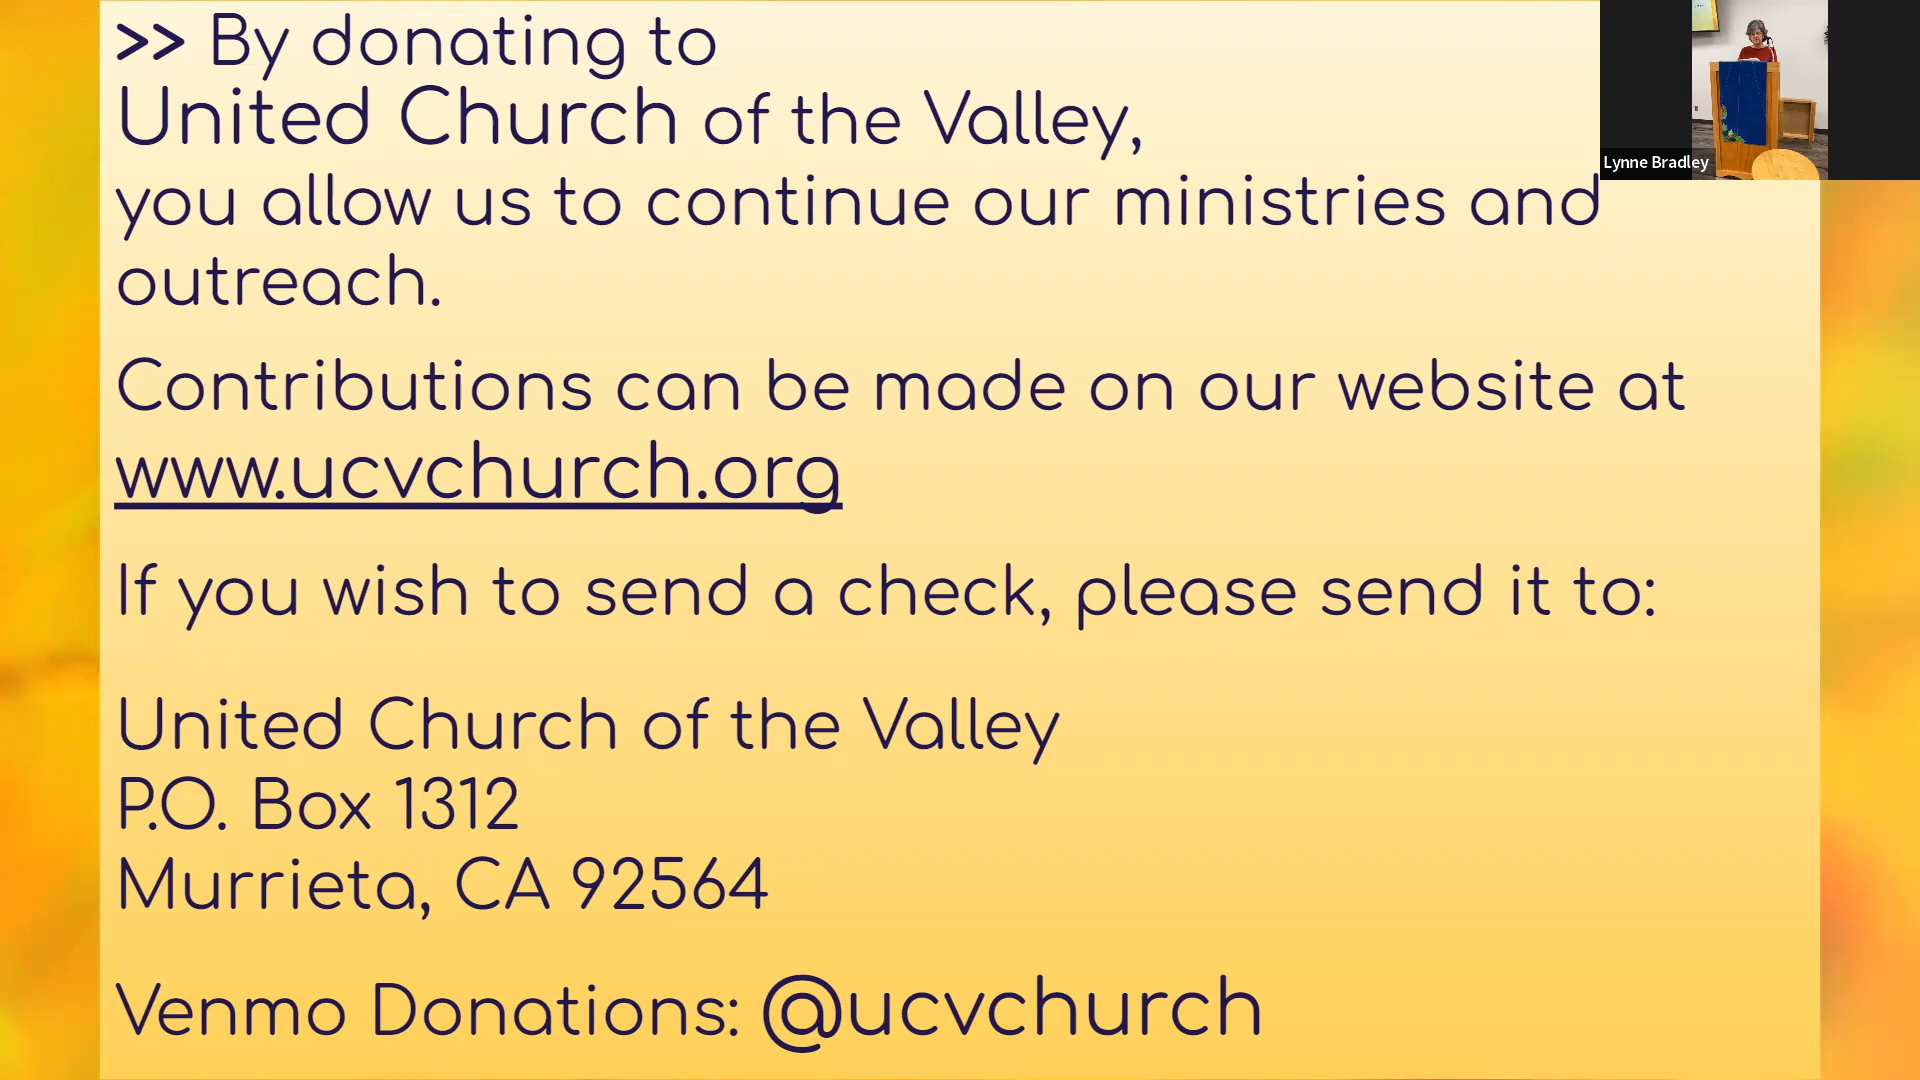 >> By donating to
United Church of the Valley,
you allow us to continue our ministries and
outreach.
Contributions can be made on our website at
www.ucvchurch.org
If you wish to send a check, please send it to:
United Church of the Valley
P.O. Box 1312
Murrieta, CA 92564
Venmo Donations: @ucvchurch
Lynne Bradley